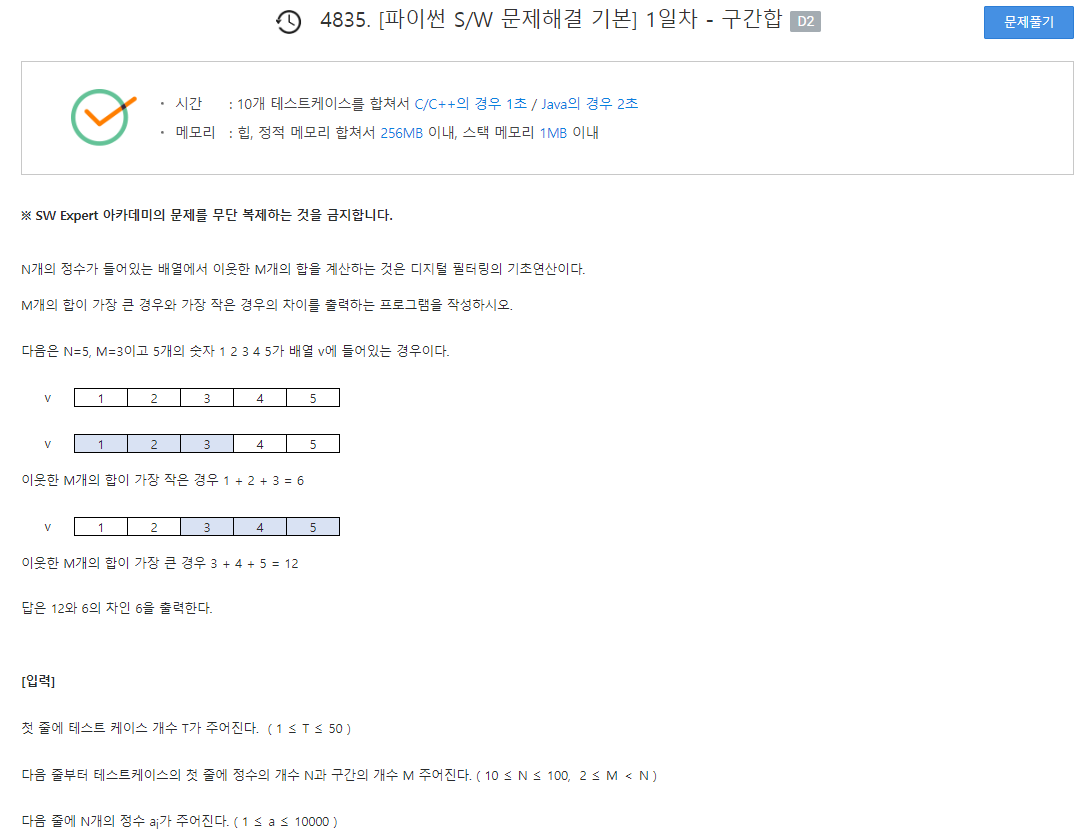 4835. [파이썬 S/W 문제해결 기본] 1일차 - 구간합 D2
문제풀기
· 시간 : 10개 테스트케이스를 합쳐서 C/C++의 경우 1초 / Java의 경우 2초
· 메모리 : 힙, 정적 메모리 합쳐서 256MB 이내, 스택 메모리 1MB 이내
※ SW Expert 아카데미의 문제를 무단 복제하는 것을 금지합니다.
N개의 정수가 들어있는 배열에서 이웃한 M개의 합을 계산하는 것은 디지털 필터링의 기초연산이다.
M개의 합이 가장 큰 경우와 가장 작은 경우의 차이를 출력하는 프로그램을 작성하시오.
다음은 N=5, M=3이고 5개의 숫자 1 2 3 4 5가 배열 v에 들어있는 경우이다.
v 1 2 3 4 5
v 1 2 3 4 5
이웃한 M개의 합이 가장 작은 경우 1 + 2 + 3 = 6
v 1 2 3 4 5
이웃한 M개의 합이 가장 큰 경우 3 + 4 + 5 = 12
답은 12와 6의 차인 6을 출력한다.
[입력]
첫 줄에 테스트 케이스 개수 T가 주어진다.  ( 1 ≤ T ≤ 50 )
다음 줄부터 테스트케이스의 첫 줄에 정수의 개수 N과 구간의 개수 M 주어진다. ( 10 ≤ N ≤ 100,  2 ≤ M < N )
다음 줄에 N개의 정수 ai가 주어진다. ( 1 ≤ a ≤ 10000 )